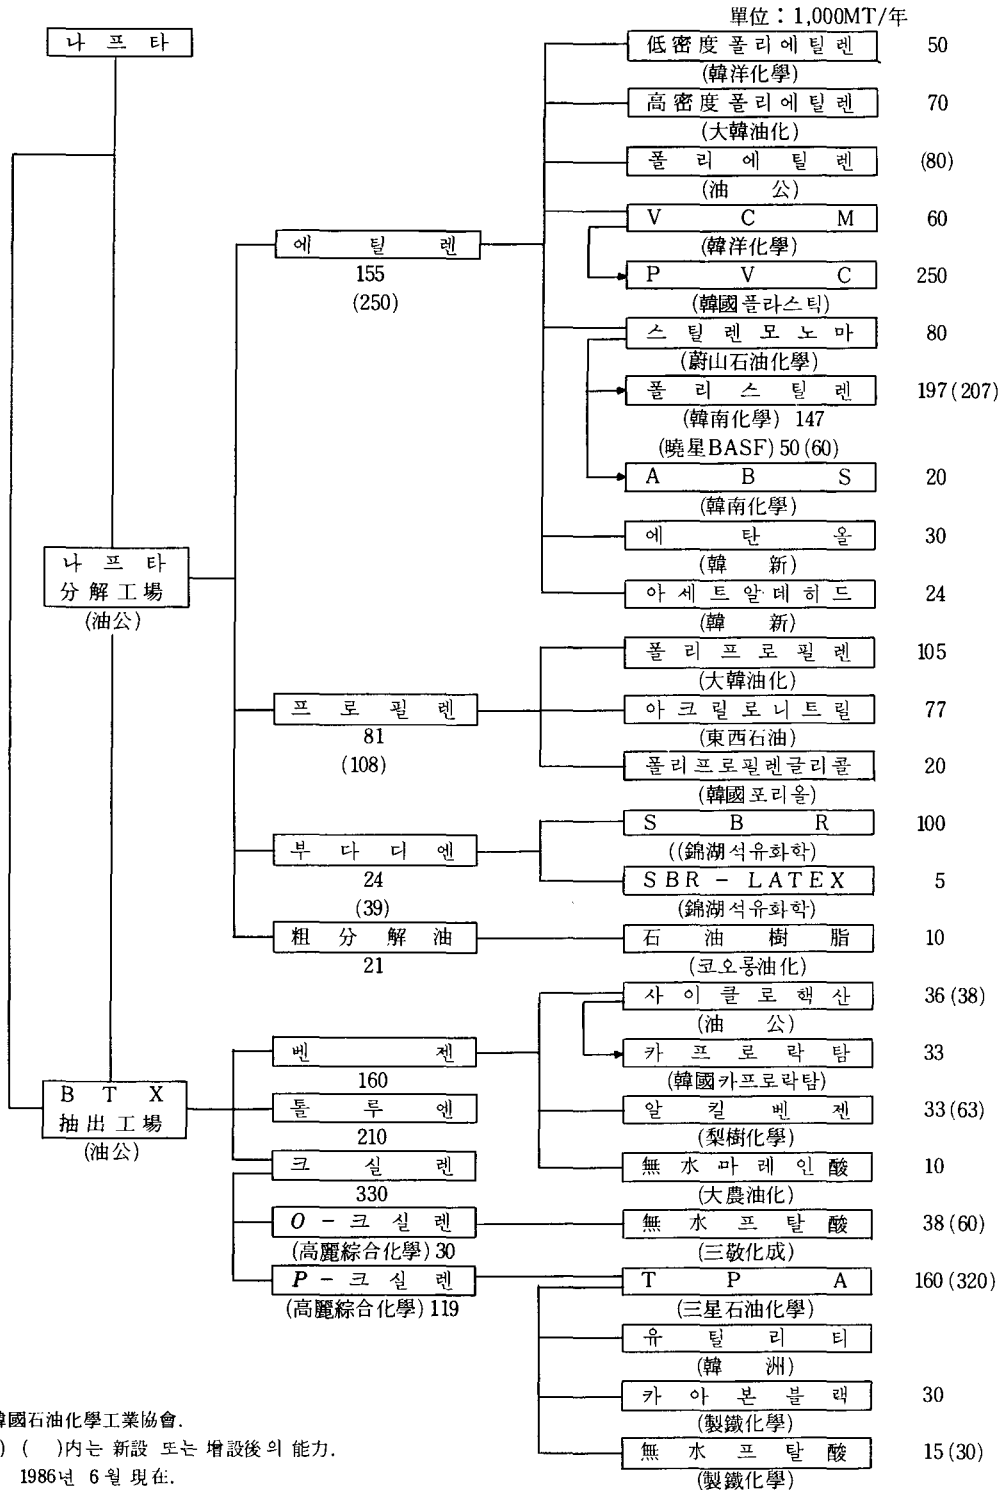 單位：1,000MT/年
나프타
低密度폴리에틸렌 50
(韓洋化學)
高密度폴리에틸렌 70
(大韓油化)
폴리에틸렌 (80)
(油 公)
V C M 60
(韓洋化學)
에틸렌
155
(250)
P V C 250
(韓國플라스틱)
스틸렌모노마 80
(蔚山石油化學)
폴리스틸렌 197(207)
(韓南化學) 147
(曉星BASF) 50(60)
A B S 20
(韓南化學)
에탄올 30
(韓 新)
아세트알데히드 24
(韓 新)
나프타
分解工場
(油公)
폴리프로필렌 105
(大韓油化)
프로필렌
81
(108)
아크릴로니트릴 77
(東西石油)
폴리프로필렌글리콜 20
(韓國포리올)
S B R 100
((錦湖석유화학)
부다디엔
24
(39)
SBR - LATEX 5
(錦湖석유화학)
粗分解油
21
石油樹脂 10
(코오롱油化)
사이클로핵산 36(38)
(油 公)
벤젠
160
카프로락탐 33
(韓國카프로락탐)
B T X
抽出工場
(油公)
톨루엔
210
알킬벤젠 33(63)
(梨樹化學)
크실렌
330
無水마레인酸 10
(大農油化)
O-크실렌
(高麗綜合化學)30
無水프탈酸 38(60)
(三敬化成)
P-크실렌
(高麗綜合化學)119
T P A 160(320)
(三星石油化學)
유틸리티
(韓 洲)
카아본블랙 30
(製鐵化學)
無水프탈酸 15(30)
(製鐵化學)
韓國石油化學工業協會.
) ( )内는 新設 또는 增設後의 能力.
1986년 6월 現在.